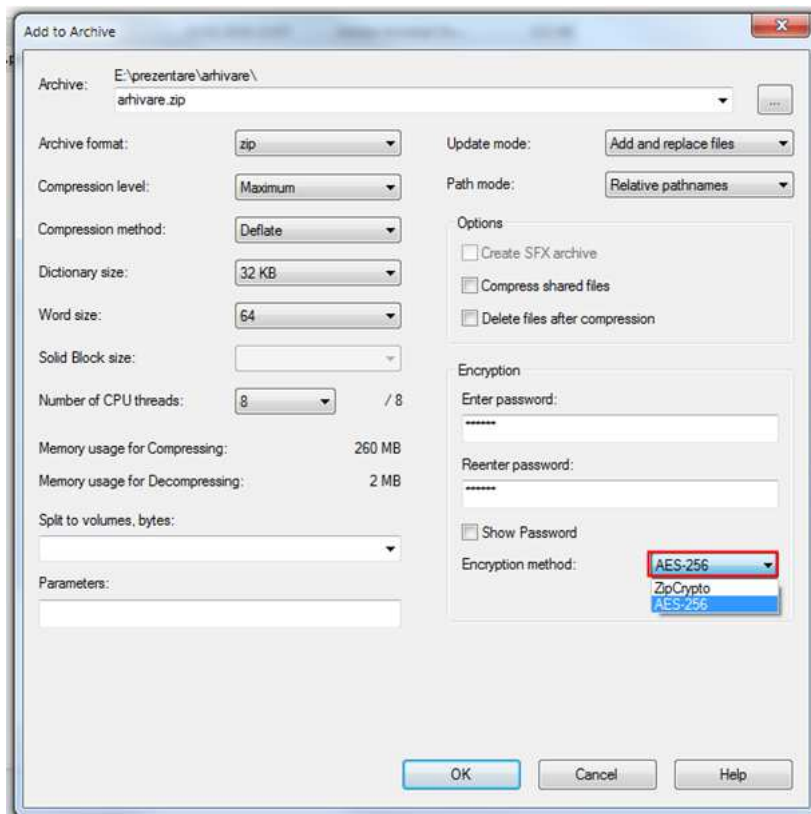 Add to Archive
Archive:
E:\prezentare\arhivare\
arhivare.zip
...
Archive format:
zip
Compression level:
Maximum
Compression method:
Deflate
Dictionary size:
32 KB
Word size:
64
Solid Block size:
Number of CPU threads:
8
/ 8
Memory usage for Compressing:
260 MB
Memory usage for Decompressing:
2 MB
Split to volumes, bytes:
Parameters:
Update mode:
Add and replace files
Path mode:
Relative pathnames
Options
Create SFX archive
Compress shared files
Delete files after compression
Encryption
Enter password:
******
Reenter password:
******
Show Password
Encryption method:
AES-256
ZipCrypto
AES-256
OK
Cancel
Help